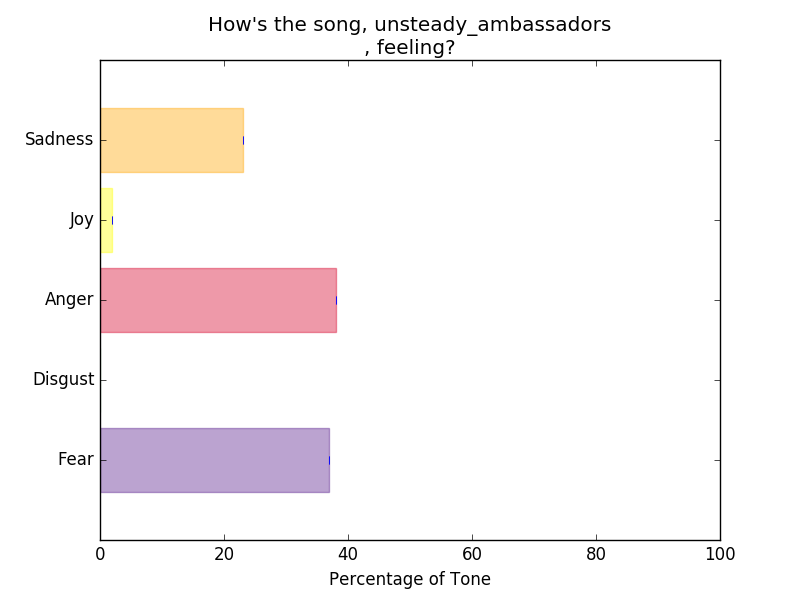 How's the song, unsteady_ambassadors
, feeling?
Sadness
Joy
Anger
Disgust
Fear
0 20 40 60 80 100
Percentage of Tone